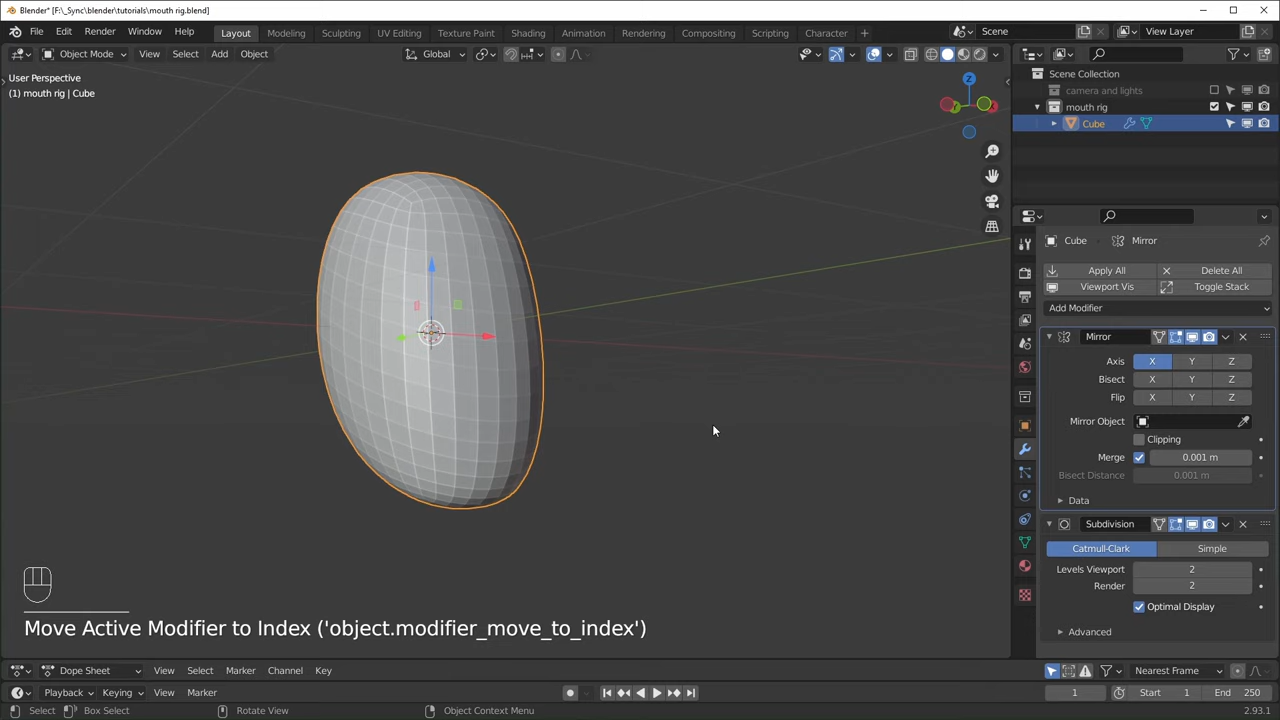 Blender* [F:\_Sync\blender\tutorials\mouth rig.blend]
File Edit Render Window Help Layout Modeling Sculpting UV Editing Texture Paint Shading Animation Rendering Compositing Scripting Character + Scene View Layer
Object Mode View Select Add Object Global
User Perspective
(1) mouth rig | Cube
Z
Y
X
Scene Collection
camera and lights
mouth rig
Cube
Cube Mirror
Apply All Delete All
Viewport Vis Toggle Stack
Add Modifier
Mirror
Axis X Y Z
Bisect X Y Z
Flip X Y Z
Mirror Object
Clipping
Merge 0.001 m
Bisect Distance 0.001 m
Data
Subdivision
Catmull-Clark Simple
Levels Viewport 2
Render 2
Optimal Display
Advanced
Move Active Modifier to Index ('object.modifier_move_to_index')
Dope Sheet View Select Marker Channel Key Nearest Frame
Playback Keying View Marker 1 Start 1 End 250
Select Box Select Rotate View Object Context Menu 2.93.1